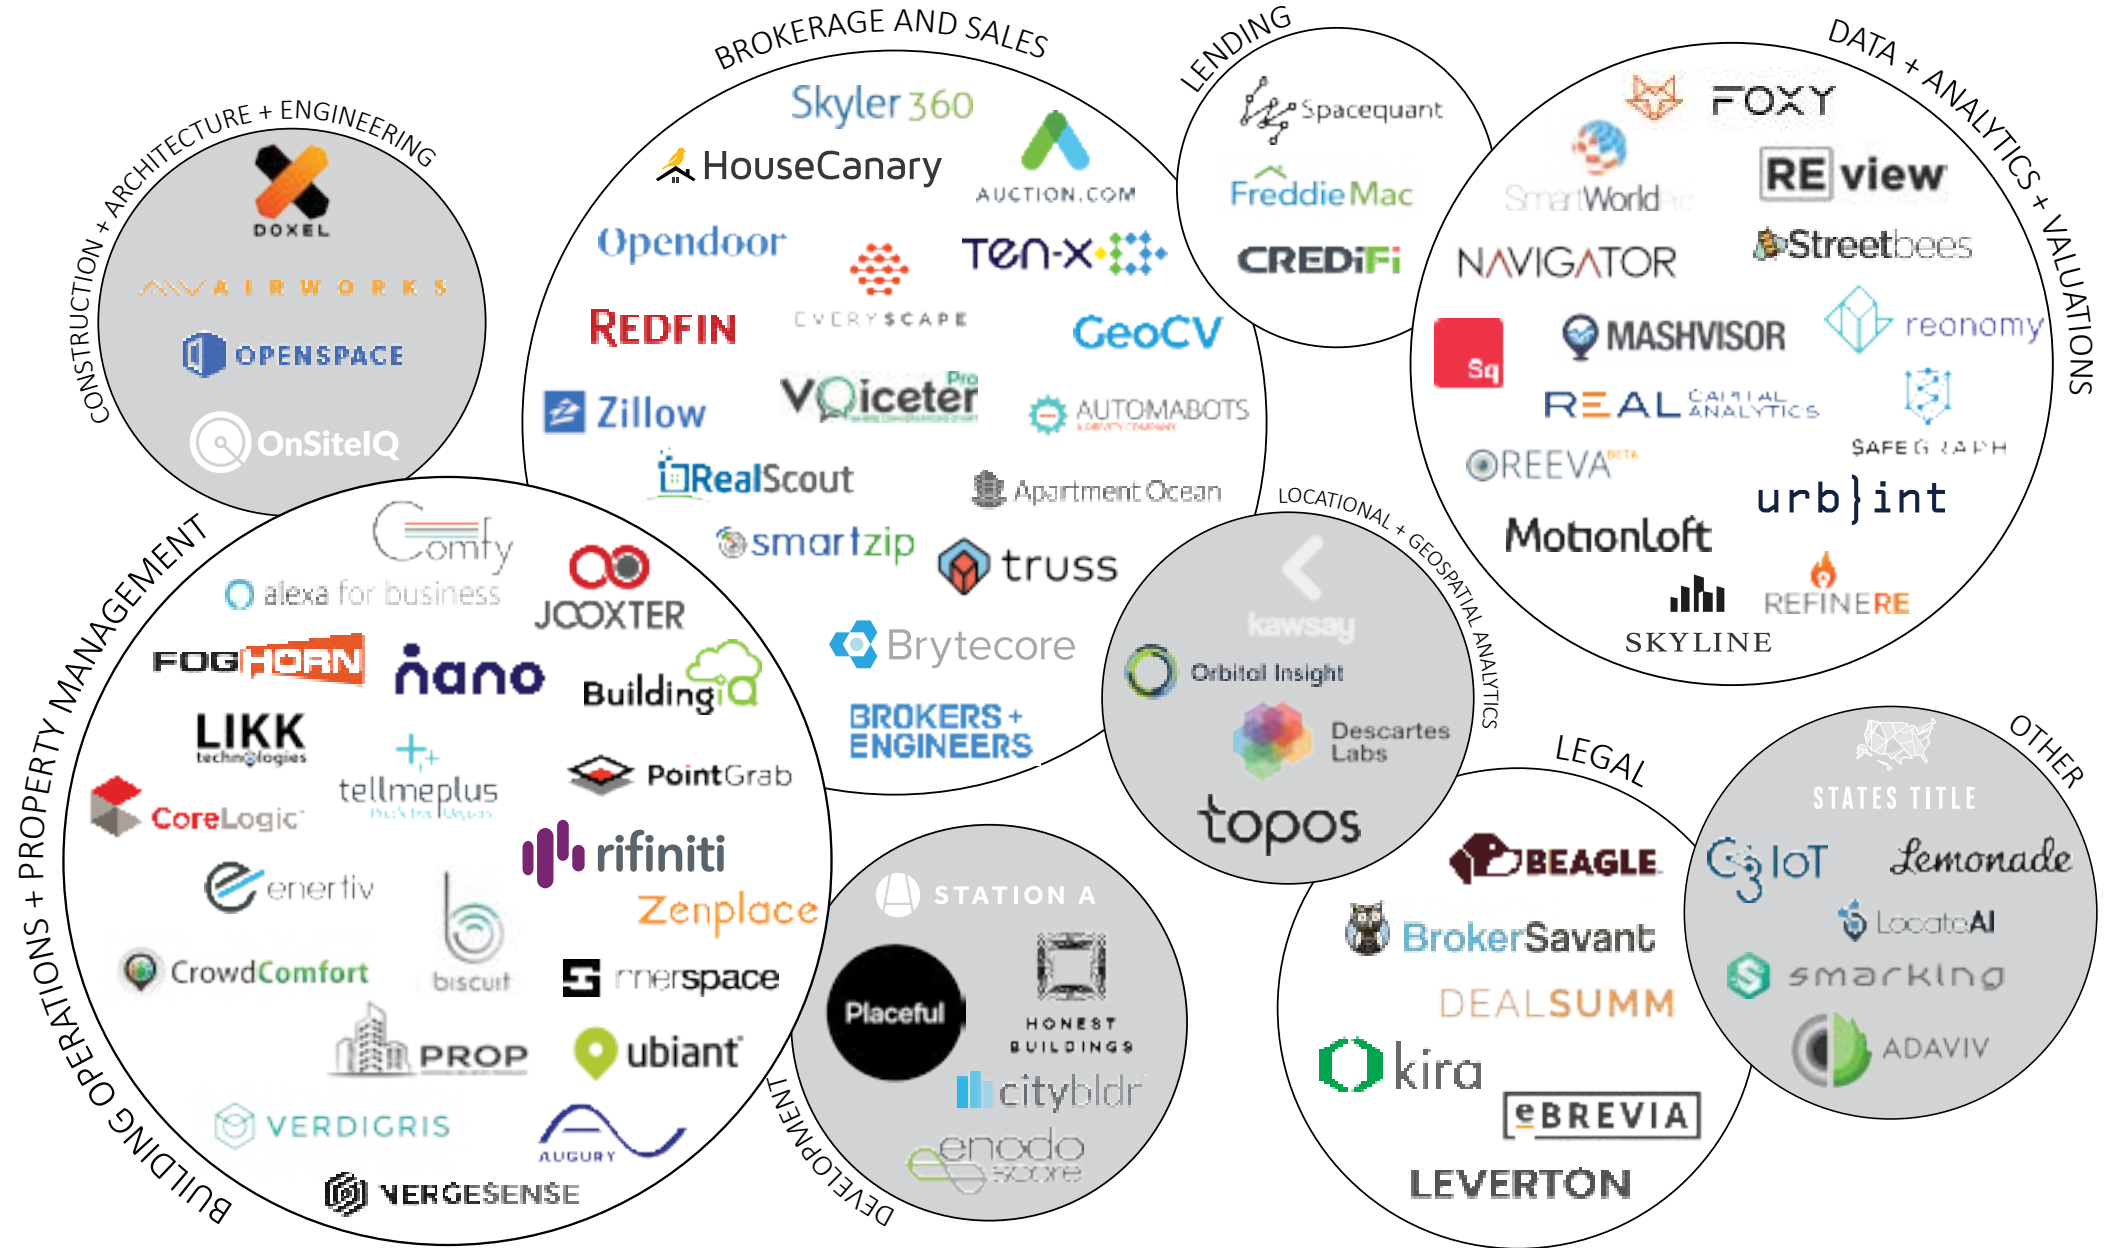 CONSTRUCTION + ARCHITECTURE + ENGINEERING
DOXEL
AIRWORKS
OPENSPACE
OnSiteIQ
BROKERAGE AND SALES
Skyler 360
HouseCanary
AUCTION.COM
Opendoor
EVERYSCAPE
TEN-X
REDFIN
GeoCV
Zillow
Voiceter Pro
AUTOMABOTS
RealScout
Apartment Ocean
smartzip
truss
Brytecore
BROKERS +
ENGINEERS
LENDING
Spacequant
Freddie Mac
CREDiFi
DATA + ANALYTICS + VALUATIONS
FOXY
SmartWorld
REview
NAVIGATOR
Streetbees
MASHVISOR
reonomy
Sq
REAL CAPITAL
ANALYTICS
SAFEGRAPH
REEVA BETA
urb}int
Motionloft
SKYLINE
REFINERE
LOCATIONAL + GEOSPATIAL ANALYTICS
kawsay
Orbital Insight
Descartes
Labs
topos
BUILDING OPERATIONS + PROPERTY MANAGEMENT
Comfy
alexa for business
JOOXTER
FOGHORN
nano
BuildingiQ
LIKK
technologies
tellmeplus
PointGrab
CoreLogic
rifiniti
enertiv
biscuit
Zenplace
CrowdComfort
innerspace
PROP
ubiant
VERDIGRIS
AUGURY
VERGESENSE
DEVELOPMENT
STATION A
Placeful
HONEST
BUILDINGS
citybldr
enodo
score
LEGAL
BEAGLE
BrokerSavant
DEALSUMM
kira
eBREVIA
LEVERTON
OTHER
STATES TITLE
C3 IoT
Lemonade
LocateAI
smarking
ADAVIV